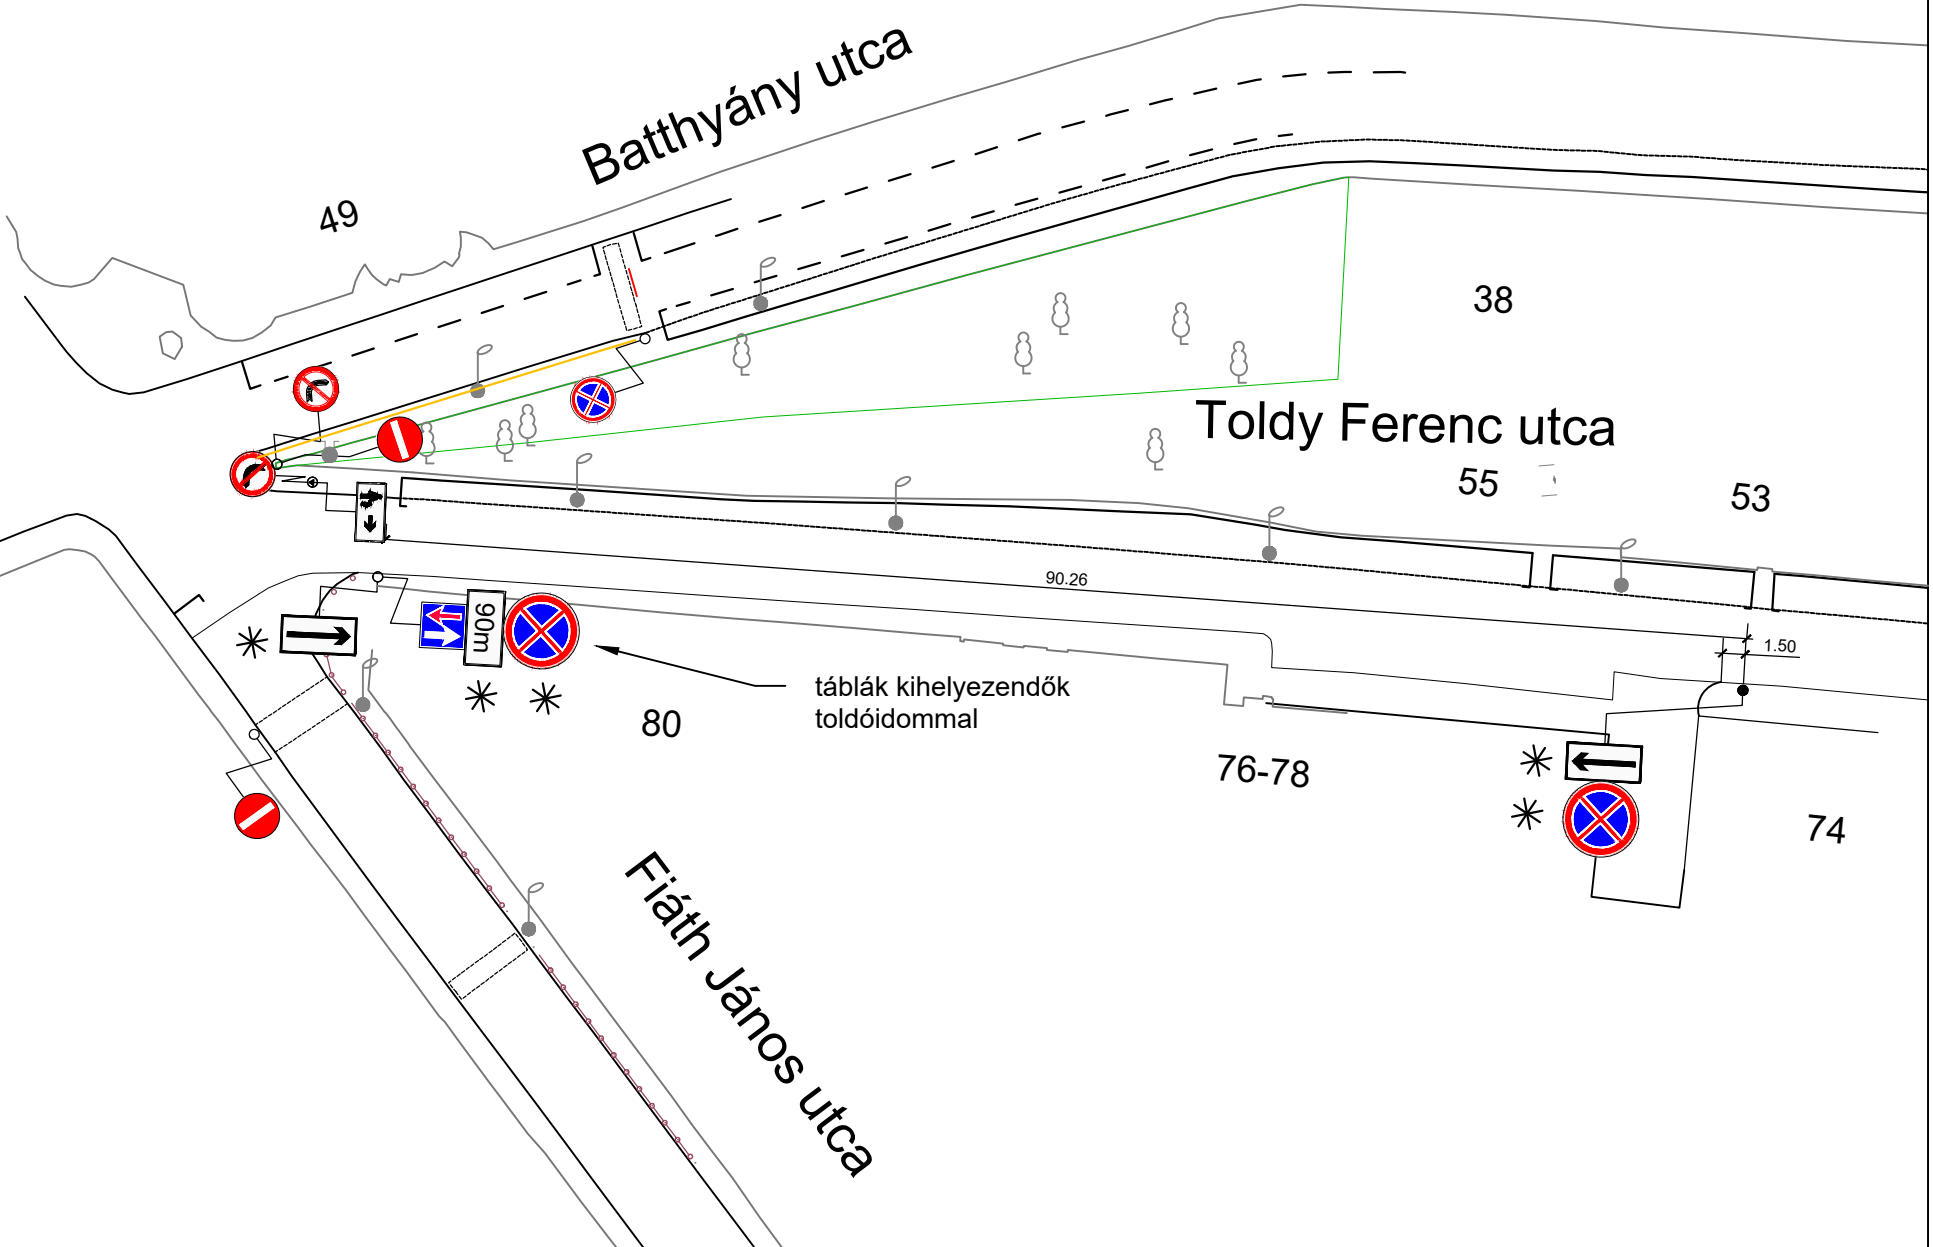 Batthyány utca
49
38
Toldy Ferenc utca
55
53
90.26
1.50
90m
táblák kihelyezendők
toldóidommal
80
76-78
74
Fiáth János utca